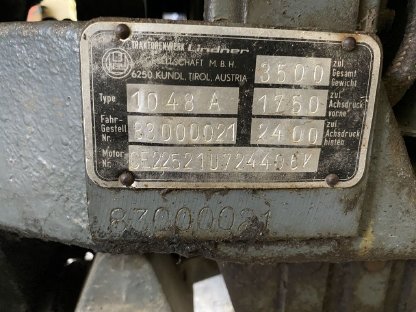 TRAKTORENWERK Lindner
GESELLSCHAFT M.B.H.
6250 KUNDL, TIROL, AUSTRIA
3500 zul. Gesamt Gewicht
Type 1048 A 1750 zul. Achsdruck vorne
Fahr- Gestell Nr. 83000021 2400 zul. Achsdruck hinten
Motor Nr.
83000021